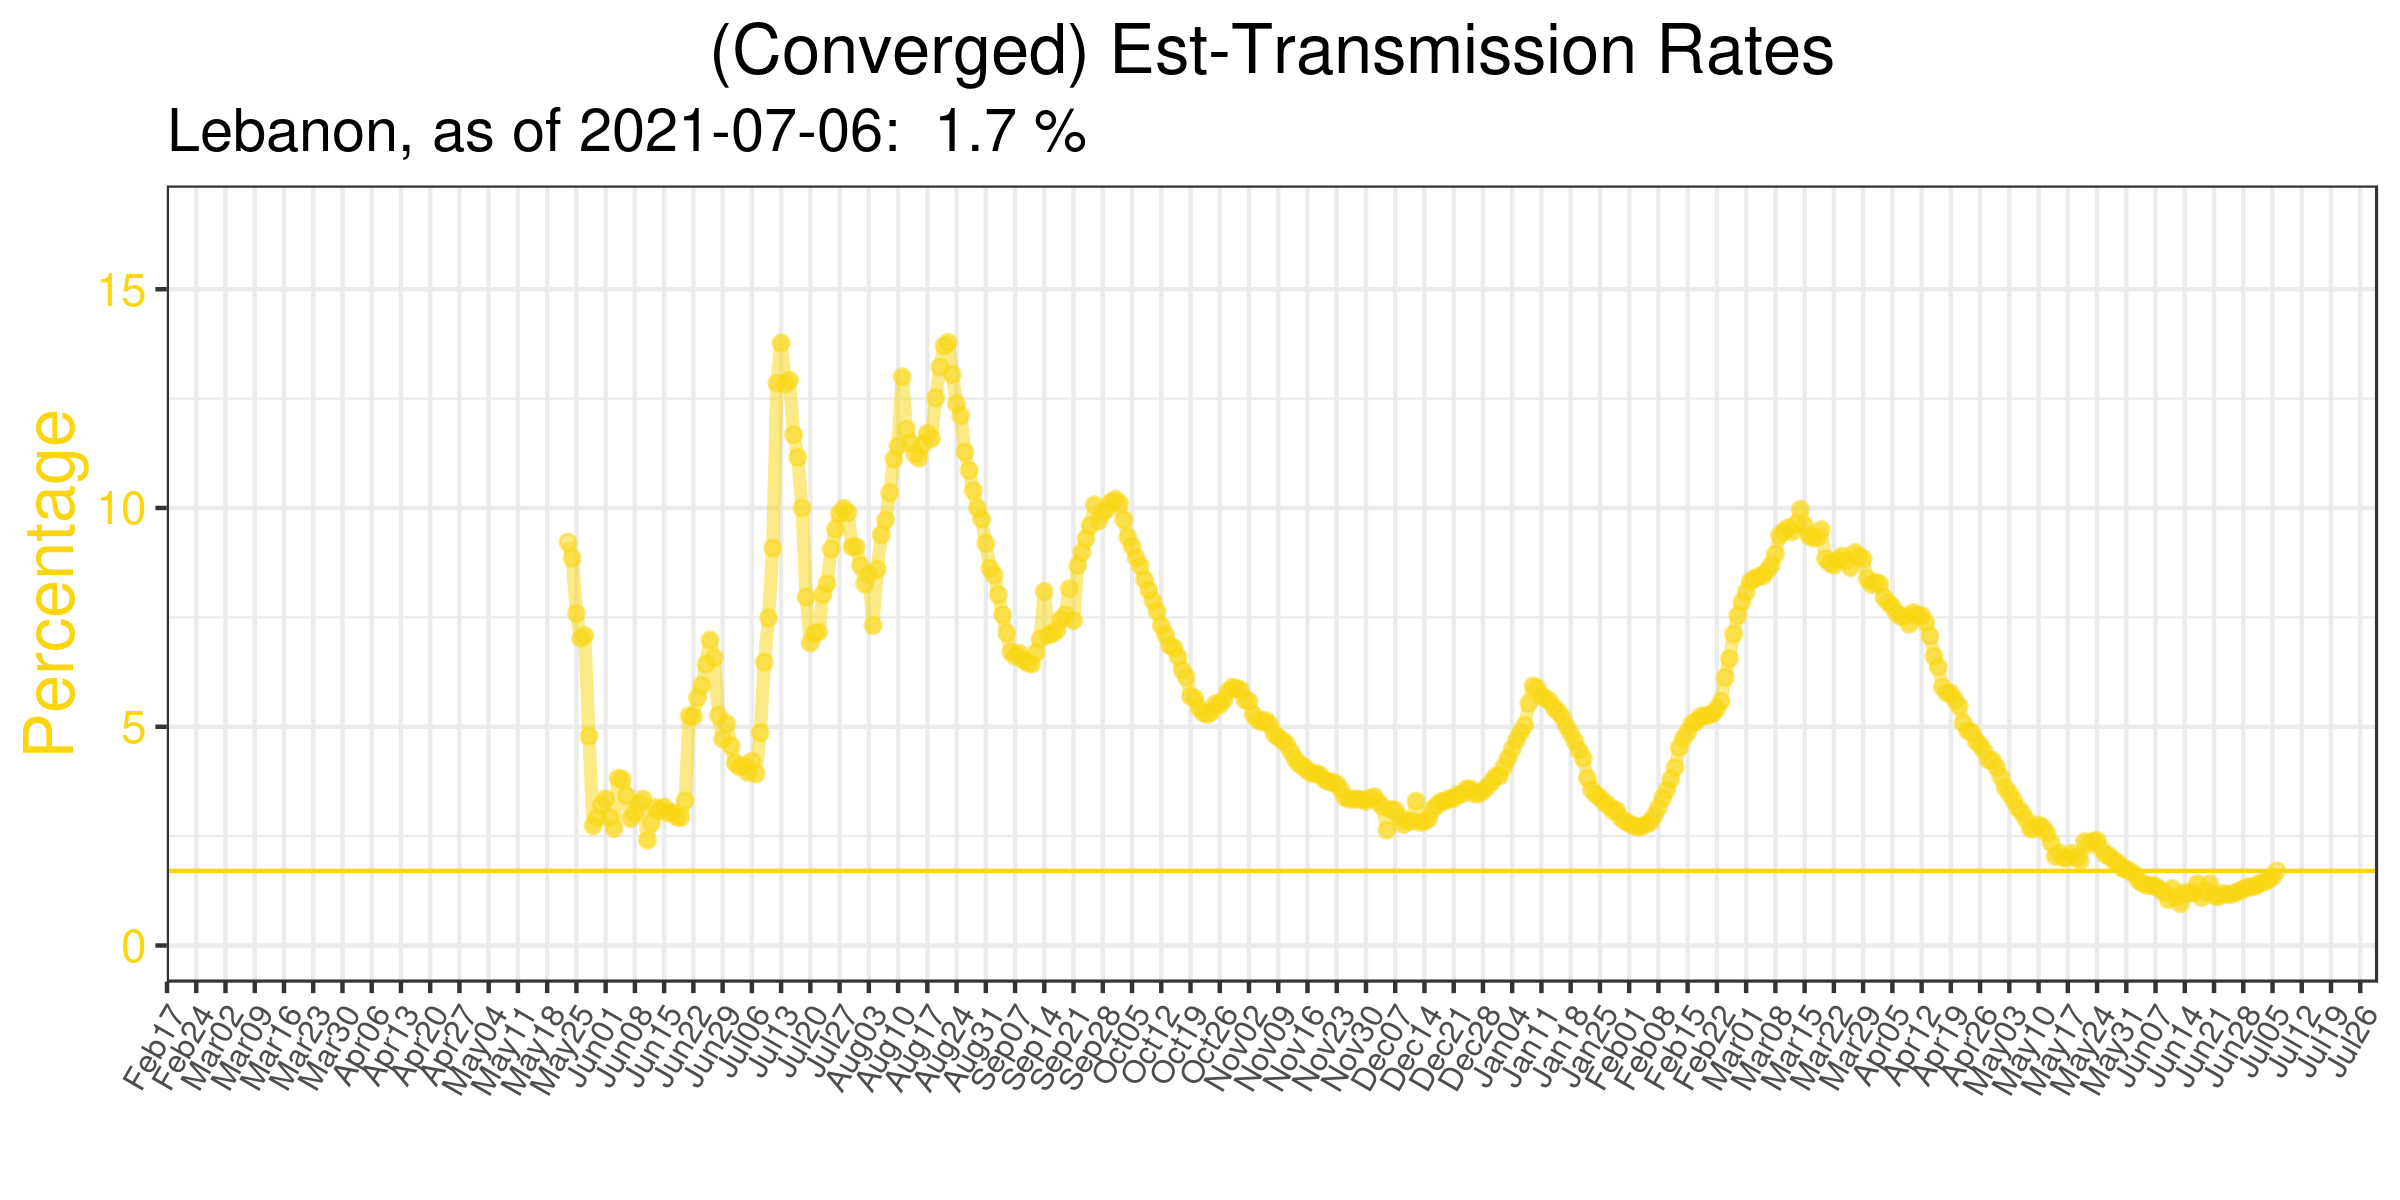 (Converged) Est-Transmission Rates
Lebanon, as of 2021-07-06:  1.7 %
Percentage
15
10
5
0
Feb17
Feb24
Mar02
Mar09
Mar16
Mar23
Mar30
Apr06
Apr13
Apr20
Apr27
May04
May11
May18
May25
Jun01
Jun08
Jun15
Jun22
Jun29
Jul06
Jul13
Jul20
Jul27
Aug03
Aug10
Aug17
Aug24
Aug31
Sep07
Sep14
Sep21
Sep28
Oct05
Oct12
Oct19
Oct26
Nov02
Nov09
Nov16
Nov23
Nov30
Dec07
Dec14
Dec21
Dec28
Jan04
Jan11
Jan18
Jan25
Feb01
Feb08
Feb15
Feb22
Mar01
Mar08
Mar15
Mar22
Mar29
Apr05
Apr12
Apr19
Apr26
May03
May10
May17
May24
May31
Jun07
Jun14
Jun21
Jun28
Jul05
Jul12
Jul19
Jul26